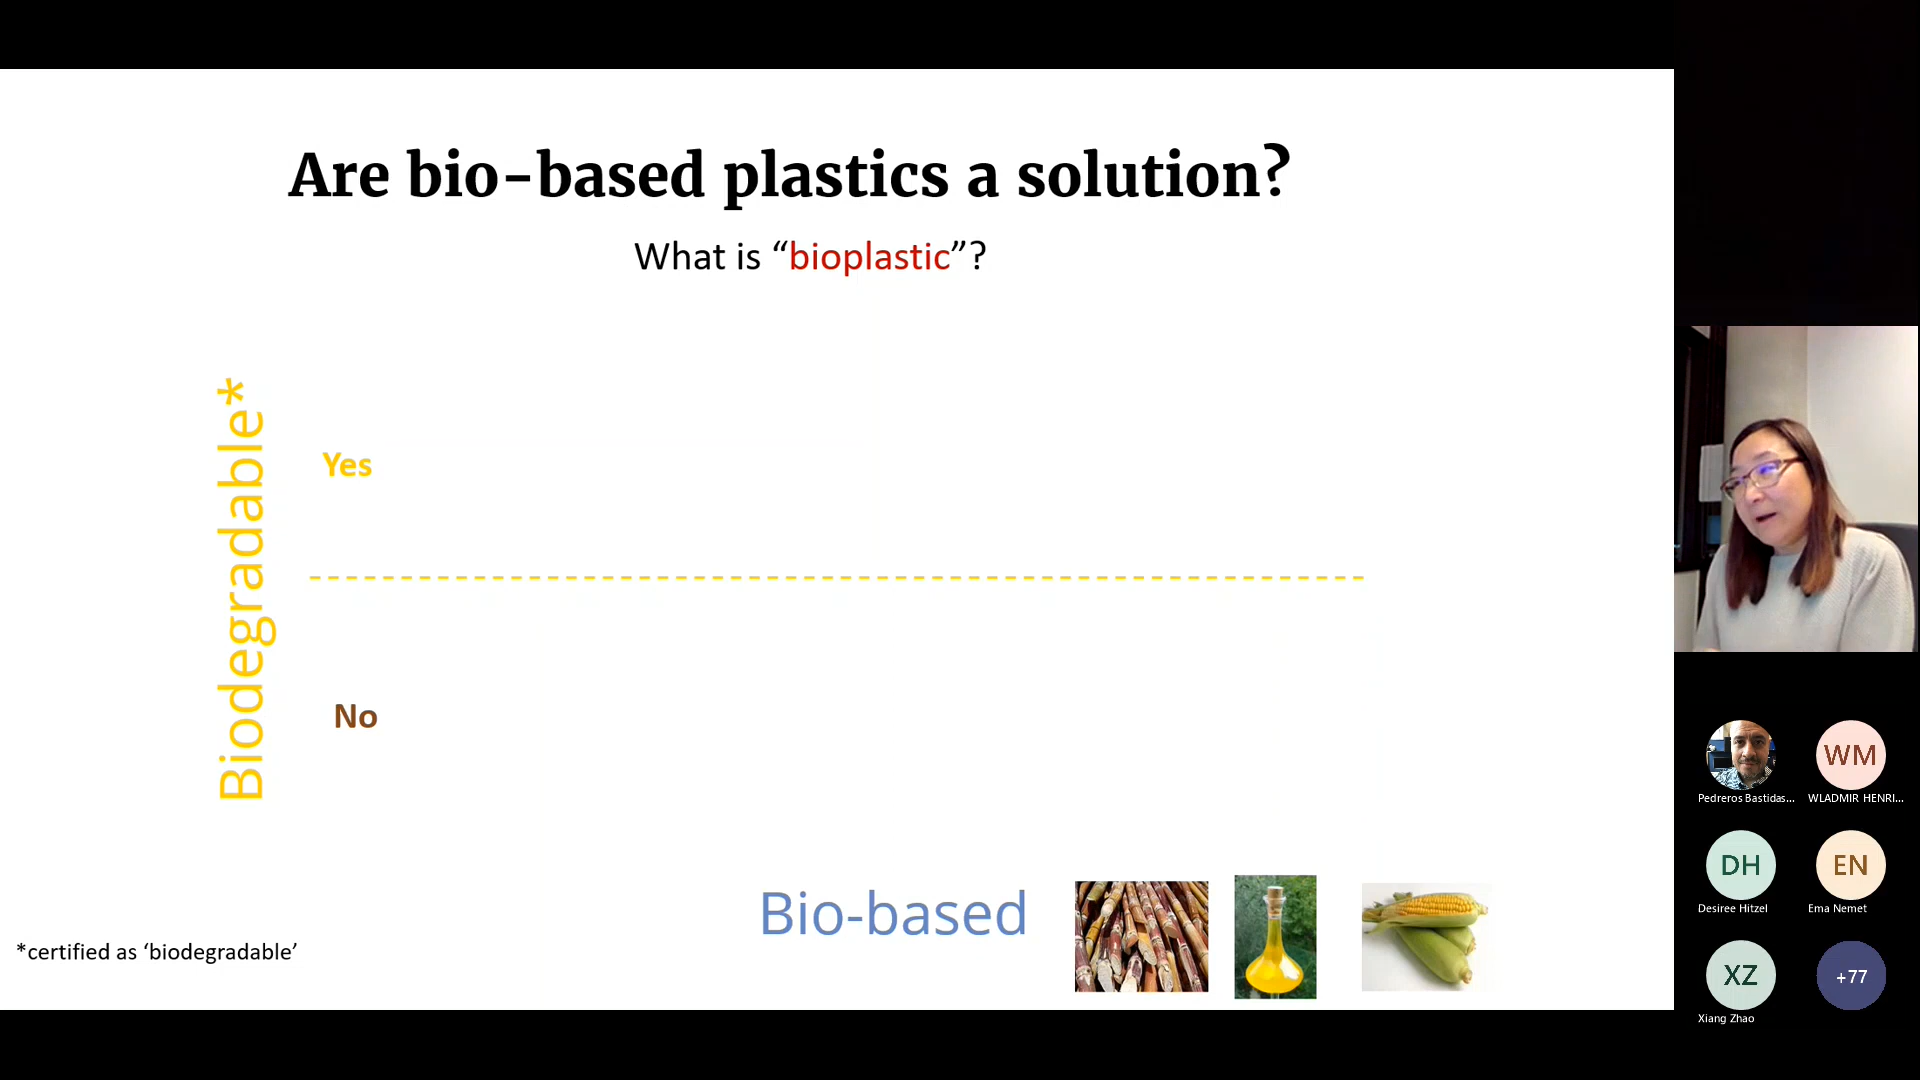 Are bio-based plastics a solution?
What is “bioplastic”?
Biodegradable*
Yes
No
Bio-based
*certified as ‘biodegradable’
WM
Pedreros Bastidas...
WLADMIR HENRI...
DH
EN
Desiree Hitzel
Ema Nemet
XZ
+77
Xiang Zhao